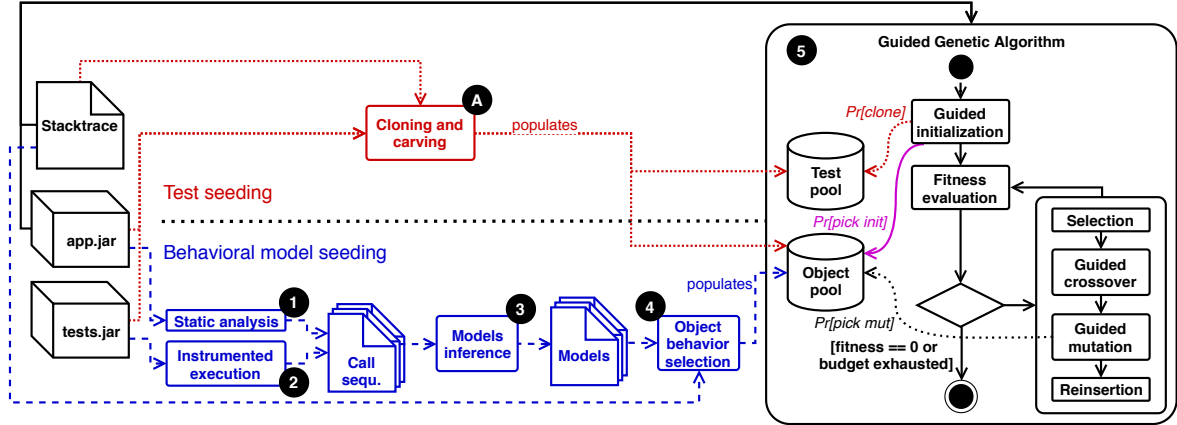 5
Guided Genetic Algorithm
Stacktrace
A
Cloning and
carving
populates
Pr[clone]
Guided
initialization
Test
pool
Fitness
evaluation
Test seeding
app.jar
Behavioral model seeding
Pr[pick init]
Selection
Object
pool
Guided
crossover
populates
tests.jar
1
Static analysis
Instrumented
execution
2
Call
sequ.
3
Models
inference
Models
4
Object
behavior
selection
Pr[pick mut]
[fitness == 0 or
budget exhausted]
Guided
mutation
Reinsertion